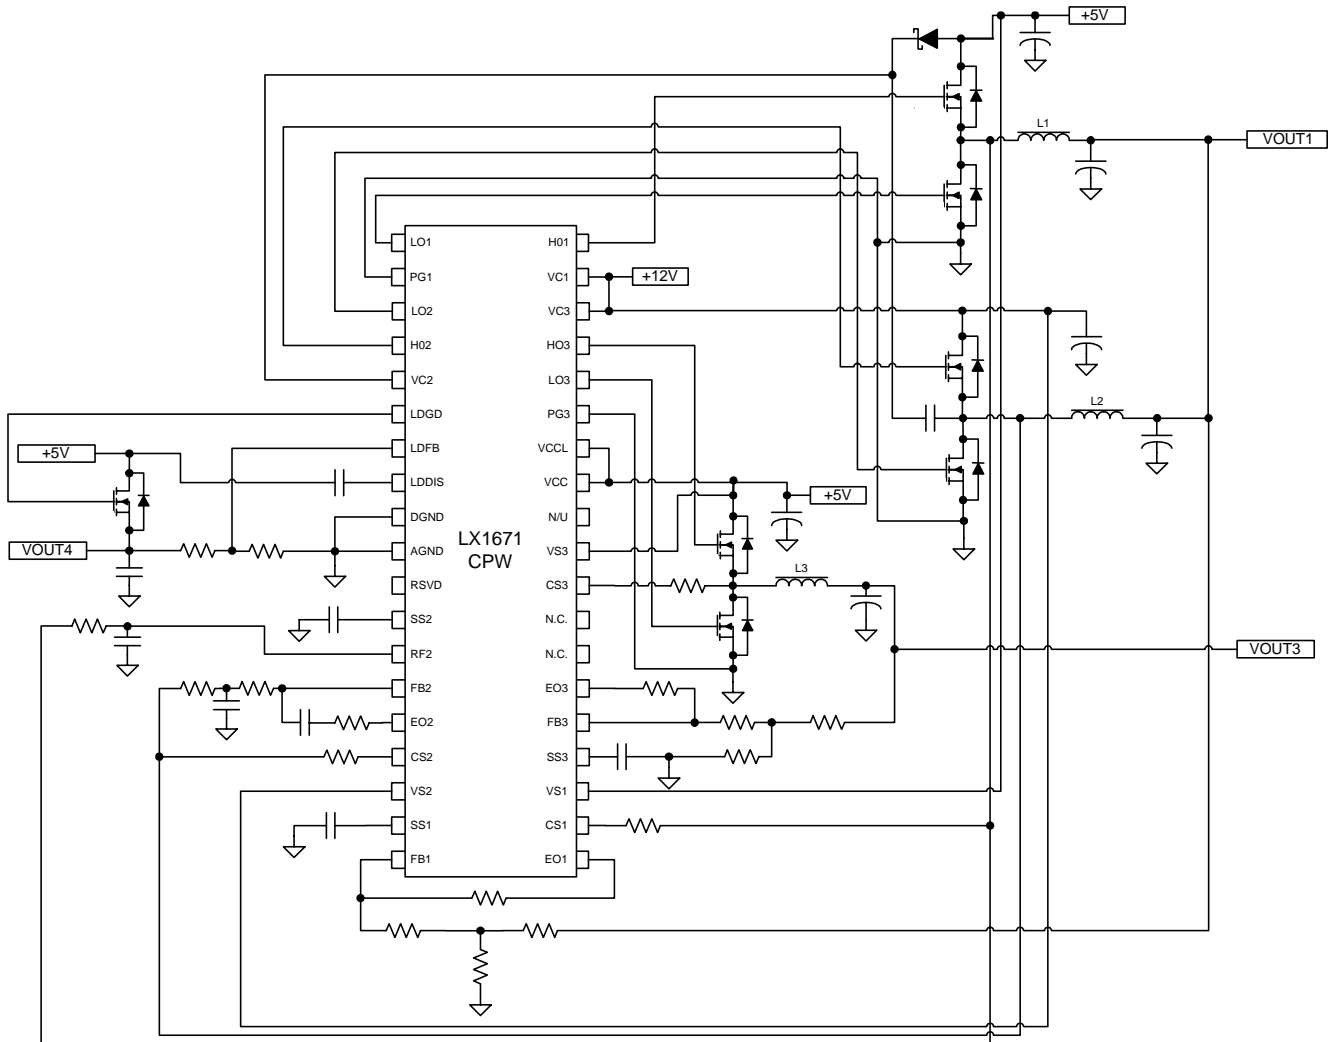 +5V
L1
VOUT1
LO1
H01
PG1
VC1
+12V
LO2
VC3
H02
HO3
VC2
LO3
L2
LDGD
PG3
+5V
LDFB
VCCL
LDDIS
VCC
+5V
DGND
N/U
VOUT4
AGND
LX1671
CPW
VS3
L3
RSVD
CS3
SS2
N.C.
RF2
N.C.
VOUT3
FB2
EO3
EO2
FB3
CS2
SS3
VS2
VS1
SS1
CS1
FB1
EO1